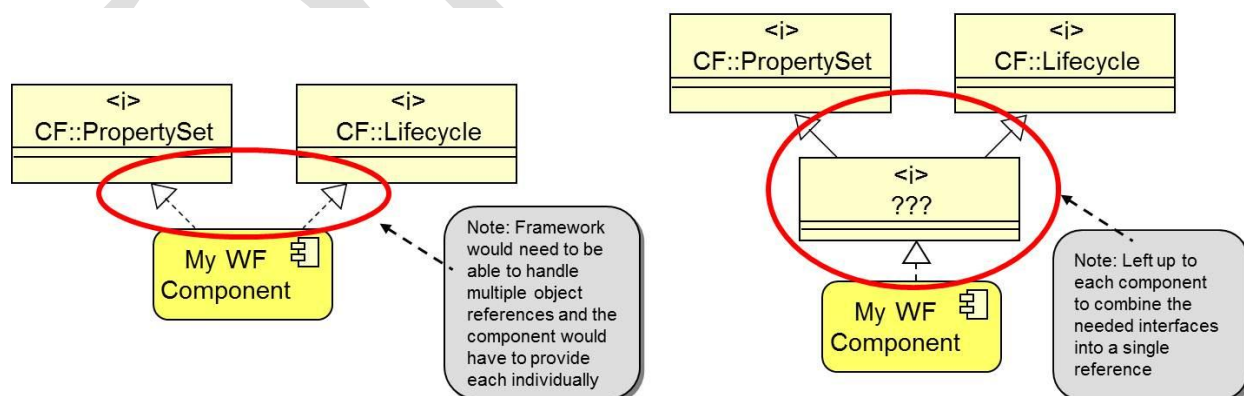 <i>
CF::PropertySet
<i>
CF::Lifecycle
My WF
Component
Note: Framework
would need to be
able to handle
multiple object
references and the
component would
have to provide
each individually
<i>
CF::PropertySet
<i>
CF::Lifecycle
<i>
???
My WF
Component
Note: Left up to
each component
to combine the
needed interfaces
into a single
reference